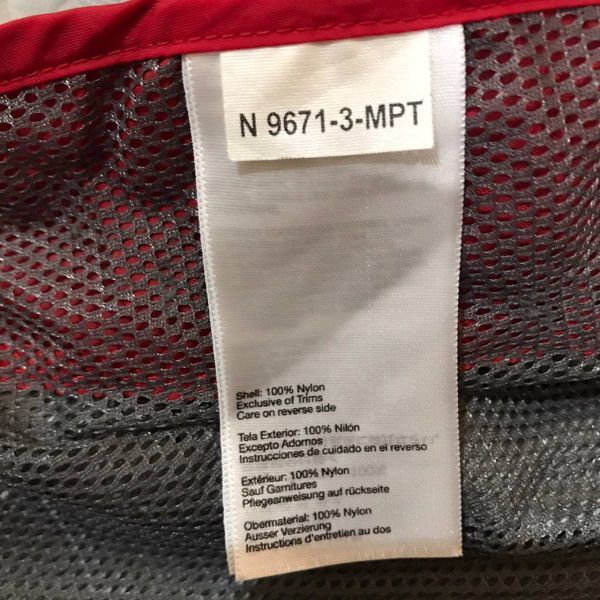 N 9671-3-MPT
Shell: 100% Nylon
Exclusive of Trims
Care on reverse side
Tela Exterior: 100% Nilón
Excepto Adornos
Instrucciones de cuidado en el reverso
Extérieur: 100% Nylon
Sauf Garnitures
Pflegeanweisung auf rückseite
Obermaterial: 100% Nylon
Ausser Verzierung
Instructions d'entretien au dos